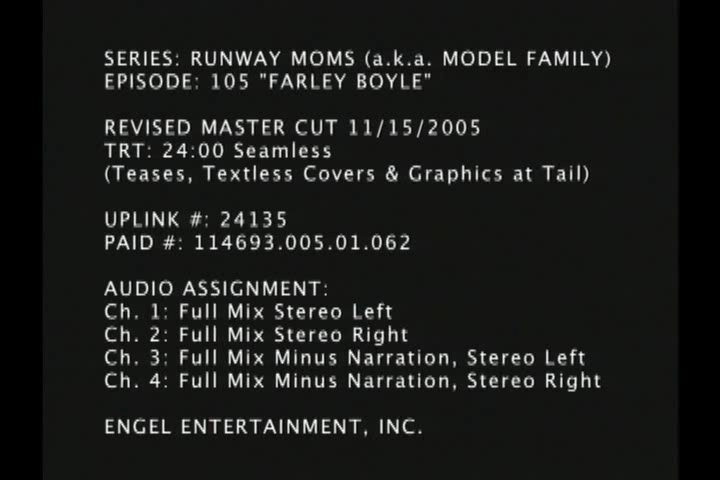 SERIES: RUNWAY MOMS (a.k.a. MODEL FAMILY)
EPISODE: 105 "FARLEY BOYLE"
REVISED MASTER CUT 11/15/2005
TRT: 24:00 Seamless
(Teases, Textless Covers & Graphics at Tail)
UPLINK #: 24135
PAID #: 114693.005.01.062
AUDIO ASSIGNMENT:
Ch. 1: Full Mix Stereo Left
Ch. 2: Full Mix Stereo Right
Ch. 3: Full Mix Minus Narration, Stereo Left
Ch. 4: Full Mix Minus Narration, Stereo Right
ENGEL ENTERTAINMENT, INC.